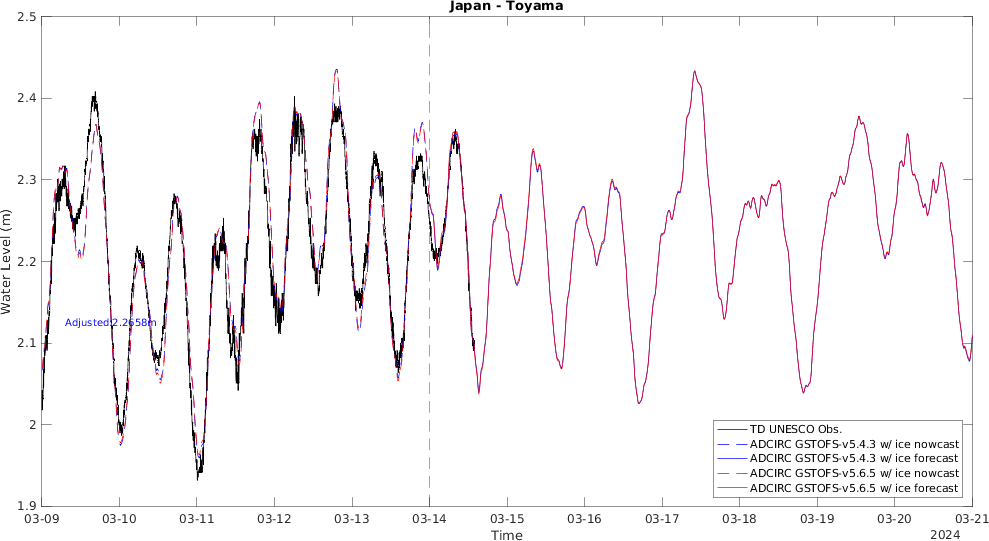 Japan - Toyama
2.5
2.4
2.3
2.2
2.1
2
1.9
Water Level (m)
Adjusted:2.2658m
TD UNESCO Obs.
ADCIRC GSTOFS-v5.4.3 w/ ice nowcast
ADCIRC GSTOFS-v5.4.3 w/ ice forecast
ADCIRC GSTOFS-v5.6.5 w/ ice nowcast
ADCIRC GSTOFS-v5.6.5 w/ ice forecast
03-09 03-10 03-11 03-12 03-13 03-14 03-15 03-16 03-17 03-18 03-19 03-20 03-21
Time
2024